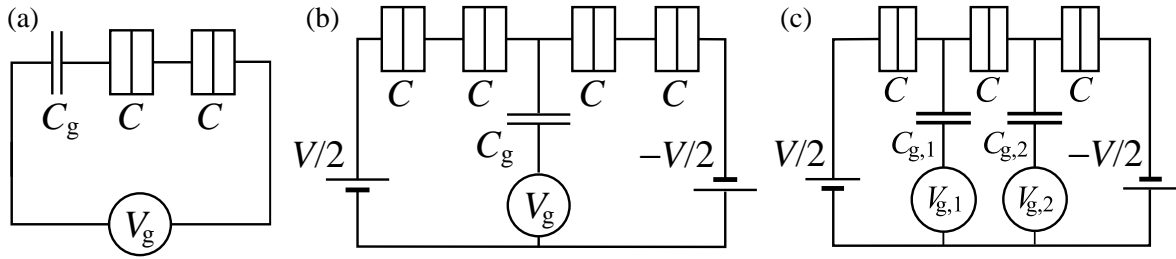 (a)
C_g
C
C
V_g
(b)
C
C
C
C
C_g
V/2
−V/2
V_g
(c)
C
C
C
C_g,1
C_g,2
V/2
−V/2
V_g,1
V_g,2